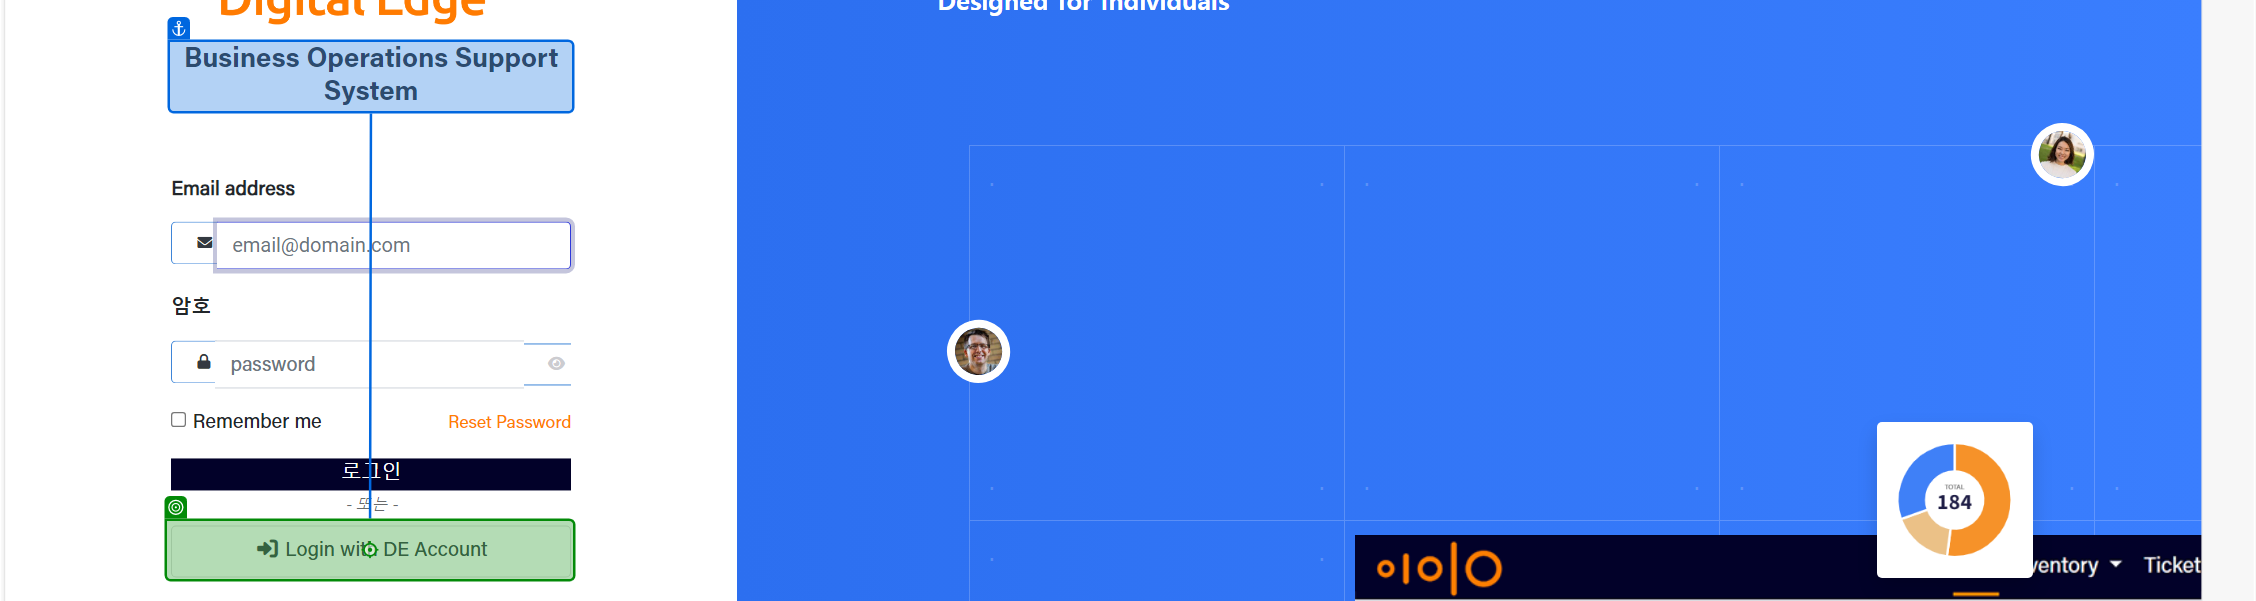 Digital Edge
Business Operations Support
System
Email address
email@domain.com
암호
password
Remember me
Reset Password
로그인
- 또는 -
Login with DE Account
Designed for Individuals
TOTAL
184
ventory
Ticket